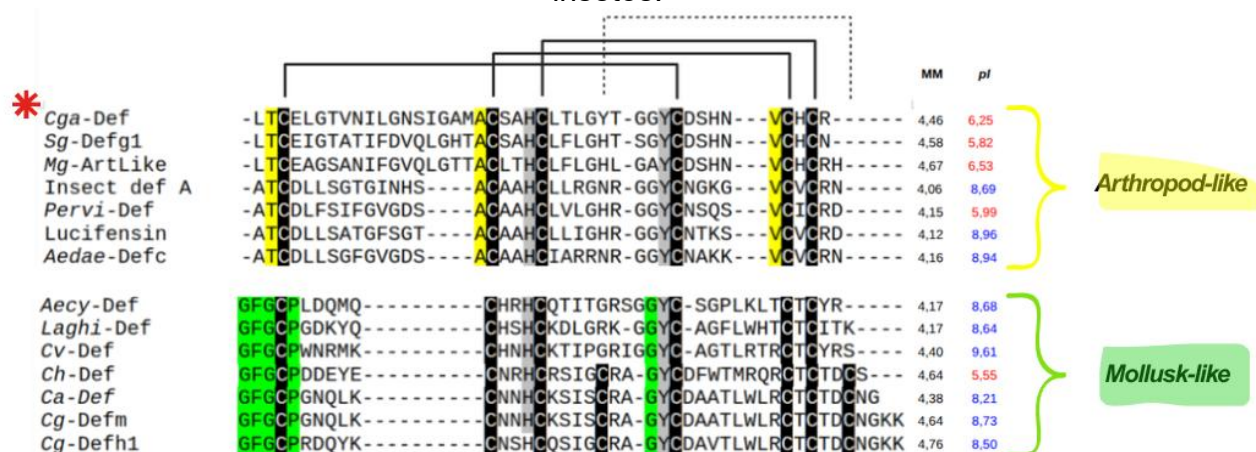 MM pI
* Cga-Def -LTCELGTVNILGNSIGAMACSAHCLTLGYT-GGYCDSHN---VCHCR------ 4,46 6,25
Sg-Defg1 -LTCEIGTATIFDVQLGHTACSAHCLFLGHT-SGYCDSHN---VCHCN------ 4,58 5,82
Mg-ArtLike -LTCEAGSANIFGVQLGTTACLTHCLFLGHL-GAYCDSHN---VCHCRH----- 4,67 6,53
Insect def A -ATCDLLSGTGINHS----ACAAHCLLRGNR-GGYCNGKG---VCVCRN----- 4,06 8,69
Pervi-Def -ATCDLFSIFGVGDS----ACAAHCLVLGHR-GGYCNSQS---VCICRD----- 4,15 5,99
Lucifensin -ATCDLLSATGFSGT----ACAAHCLLIGHR-GGYCNTKS---VCVCRD----- 4,12 8,96
Aedae-Defc -ATCDLLSGFGVGDS----ACAAHCIARRNR-GGYCNAKK---VCVCRN----- 4,16 8,94
Arthropod-like
Aecy-Def GFGCPLDQMQ----------CHRHCQTITGRSGGYC-SGPLKLTCTCYR----- 4,17 8,68
Laghi-Def GFGCPGDKYQ----------CHSHCKDLGRK-GGYC-AGFLWHTCTCITK---- 4,17 8,64
Cv-Def GFGCPWNRMK----------CHNHCKTIPGRIGGYC-AGTLRTRCTCYRS---- 4,40 9,61
Ch-Def GFGCPDDEYE----------CNRHCRSIGCRA-GYCDFWTMRQRCTCTDCS--- 4,64 5,55
Ca-Def GFGCPGNQLK----------CNNHCKSISCRA-GYCDAATLWLRCTCTDCNG 4,38 8,21
Cg-Defm GFGCPGNQLK----------CNNHCKSISCRA-GYCDAATLWLRCTCTDCNGKK 4,64 8,73
Cg-Defh1 GFGCPRDQYK----------CNSHCQSIGCRA-GYCDAVTLWLRCTCTDCNGKK 4,76 8,50
Mollusk-like